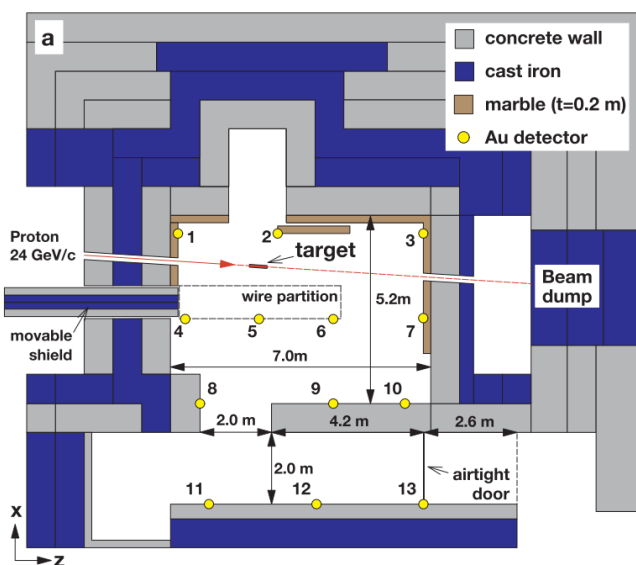 a
concrete wall
cast iron
marble (t=0.2 m)
Au detector
1
2
3
Proton
24 GeV/c
target
Beam
dump
wire partition
5.2m
movable
shield
4
5
6
7
7.0m
8
9
10
2.0 m
4.2 m
2.6 m
2.0 m
airtight
door
11
12
13
x
z